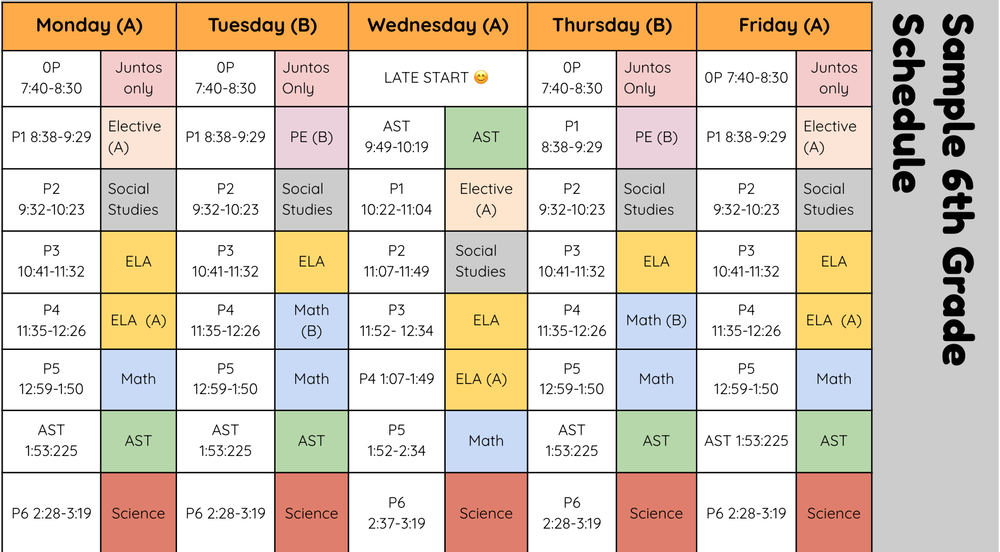 Monday (A)
Tuesday (B)
Wednesday (A)
Thursday (B)
Friday (A)
0P
7:40-8:30
Juntos
only
0P
7:40-8:30
Juntos
Only
LATE START 😊
0P
7:40-8:30
Juntos
Only
0P 7:40-8:30
Juntos
only
P1 8:38-9:29
Elective
(A)
P1 8:38-9:29
PE (B)
AST
9:49-10:19
AST
P1
8:38-9:29
PE (B)
P1 8:38-9:29
Elective
(A)
P2
9:32-10:23
Social
Studies
P2
9:32-10:23
Social
Studies
P1
10:22-11:04
Elective
(A)
P2
9:32-10:23
Social
Studies
P2
9:32-10:23
Social
Studies
P3
10:41-11:32
ELA
P3
10:41-11:32
ELA
P2
11:07-11:49
Social
Studies
P3
10:41-11:32
ELA
P3
10:41-11:32
ELA
P4
11:35-12:26
ELA  (A)
P4
11:35-12:26
Math
(B)
P3
11:52- 12:34
ELA
P4
11:35-12:26
Math (B)
P4
11:35-12:26
ELA  (A)
P5
12:59-1:50
Math
P5
12:59-1:50
Math
P4 1:07-1:49
ELA (A)
P5
12:59-1:50
Math
P5
12:59-1:50
Math
AST
1:53:225
AST
AST
1:53:225
AST
P5
1:52-2:34
Math
AST
1:53:225
AST
AST 1:53:225
AST
P6 2:28-3:19
Science
P6 2:28-3:19
Science
P6
2:37-3:19
Science
P6
2:28-3:19
Science
P6 2:28-3:19
Science
Sample 6th Grade
Schedule